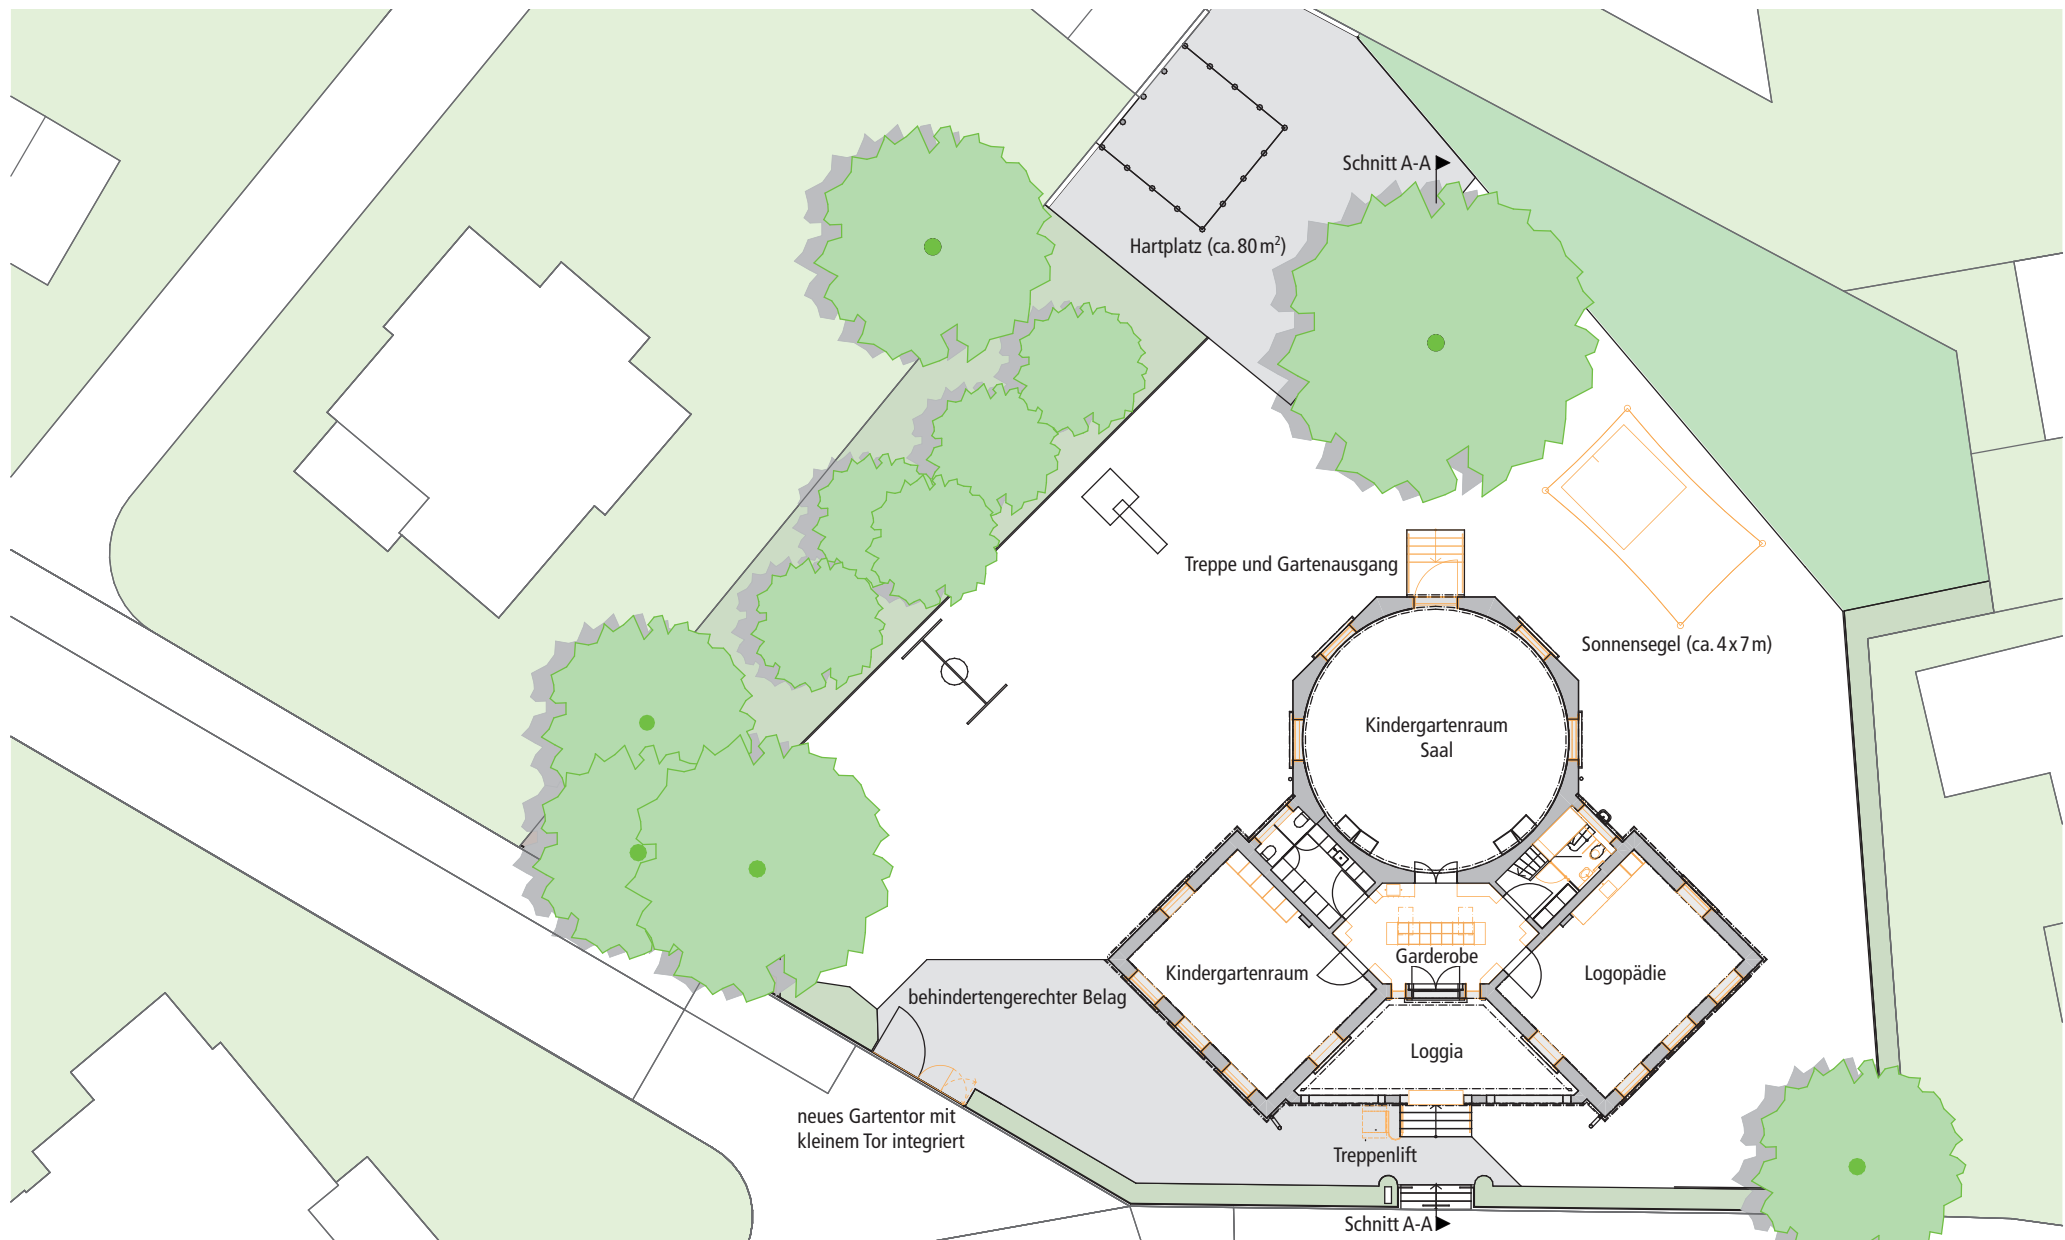 Schnitt A-A
Hartplatz (ca. 80 m²)
Treppe und Gartenausgang
Sonnensegel (ca. 4 x 7 m)
Kindergartenraum
Saal
Garderobe
Kindergartenraum
Logopädie
behindertengerechter Belag
Loggia
neues Gartentor mit
kleinem Tor integriert
Treppenlift
Schnitt A-A